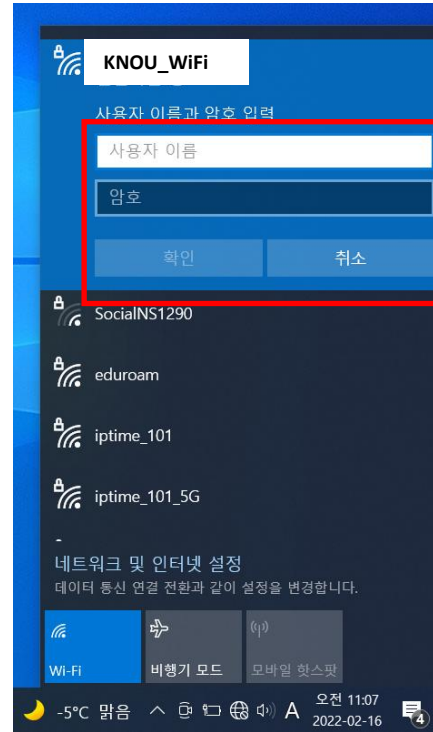 KNOU_WiFi
사용자 이름과 암호 입력
사용자 이름
암호
확인 취소
SocialNS1290
eduroam
iptime_101
iptime_101_5G
네트워크 및 인터넷 설정
데이터 통신 연결 전환과 같이 설정을 변경합니다.
Wi-Fi 비행기 모드 모바일 핫스팟
-5°C 맑음 A 오전 11:07
2022-02-16 4